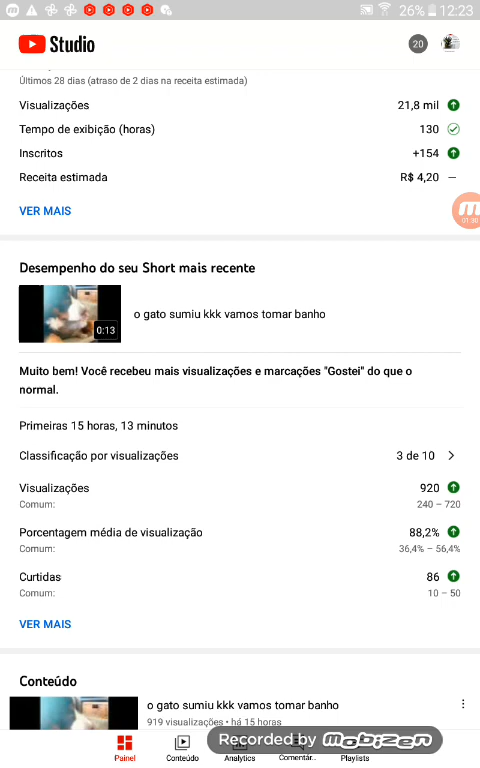 26% 12:23
Studio
20
Últimos 28 dias (atraso de 2 dias na receita estimada)
Visualizações 21,8 mil
Tempo de exibição (horas) 130
Inscritos +154
Receita estimada R$ 4,20 —
VER MAIS
Desempenho do seu Short mais recente
0:13
o gato sumiu kkk vamos tomar banho
Muito bem! Você recebeu mais visualizações e marcações "Gostei" do que o
normal.
Primeiras 15 horas, 13 minutos
Classificação por visualizações 3 de 10
Visualizações 920
Comum: 240 – 720
Porcentagem média de visualização 88,2%
Comum: 36,4% – 56,4%
Curtidas 86
Comum: 10 – 50
VER MAIS
Conteúdo
o gato sumiu kkk vamos tomar banho
919 visualizações • há 15 horas
Recorded by mobizen
Painel Conteúdo Analytics Comentár.. Playlists